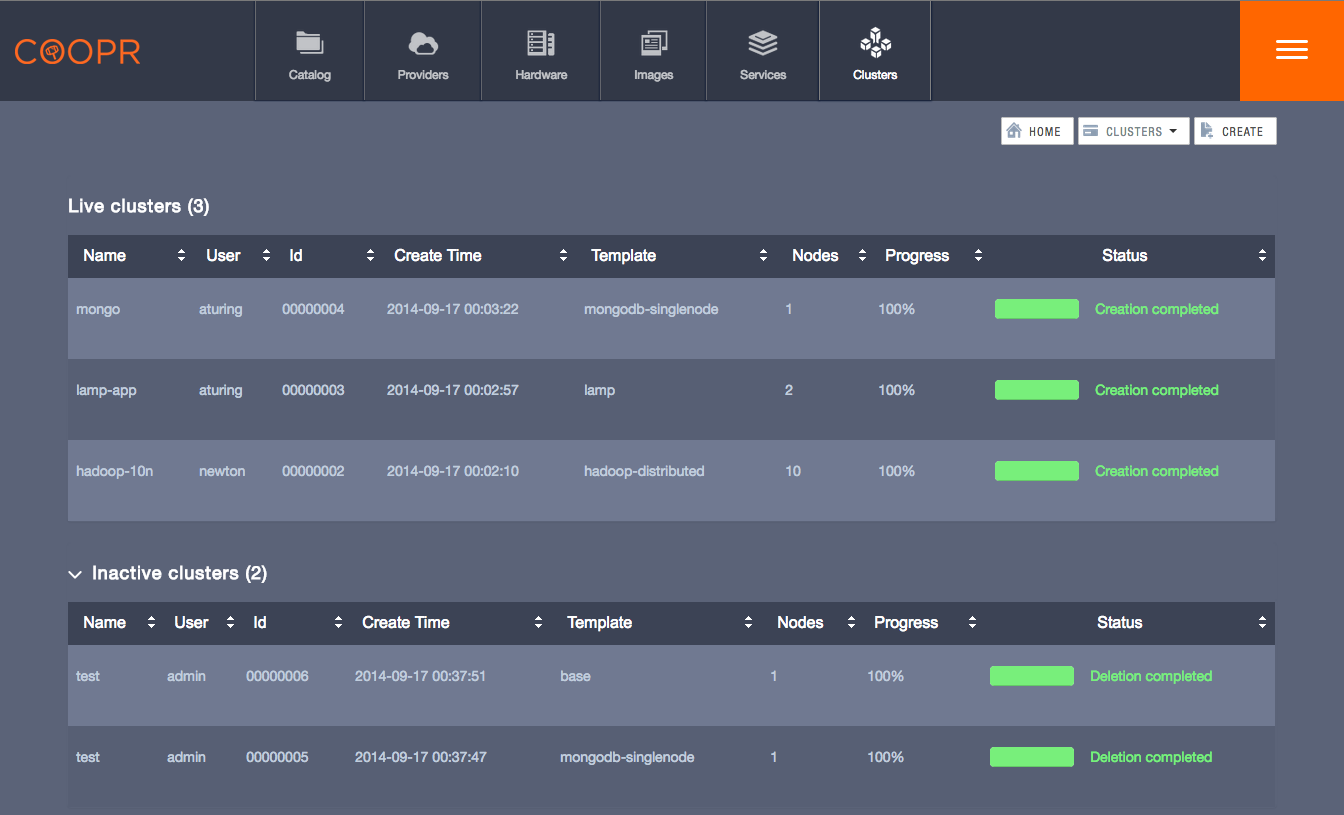 COOPR
Catalog Providers Hardware Images Services Clusters
HOME CLUSTERS CREATE
Live clusters (3)
Name User Id Create Time Template Nodes Progress Status
mongo aturing 00000004 2014-09-17 00:03:22 mongodb-singlenode 1 100% Creation completed
lamp-app aturing 00000003 2014-09-17 00:02:57 lamp 2 100% Creation completed
hadoop-10n newton 00000002 2014-09-17 00:02:10 hadoop-distributed 10 100% Creation completed
Inactive clusters (2)
Name User Id Create Time Template Nodes Progress Status
test admin 00000006 2014-09-17 00:37:51 base 1 100% Deletion completed
test admin 00000005 2014-09-17 00:37:47 mongodb-singlenode 1 100% Deletion completed